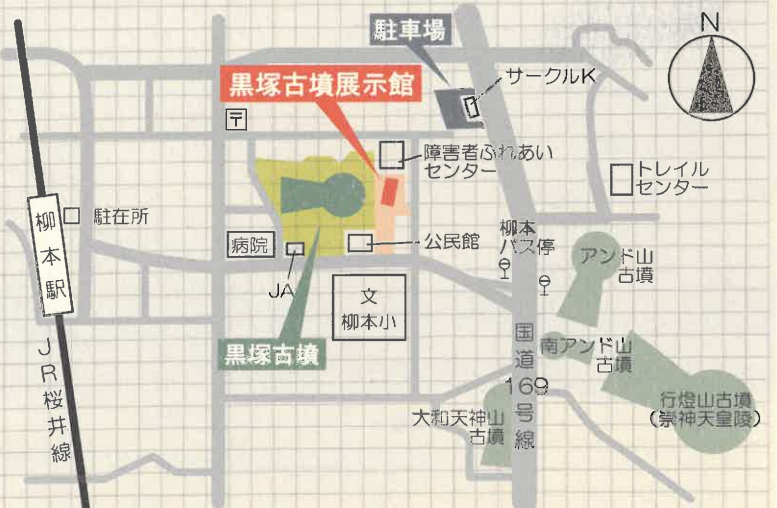 駐車場
N
サークルK
黒塚古墳展示館
〒
障害者ふれあい
センター
トレイル
センター
柳本駅
駐在所
病院
公民館
柳本
バス停
アンド山
古墳
JA
文
柳本小
黒塚古墳
南アンド山
古墳
国道169号線
JR桜井線
大和天神山
古墳
行燈山古墳
(崇神天皇陵)